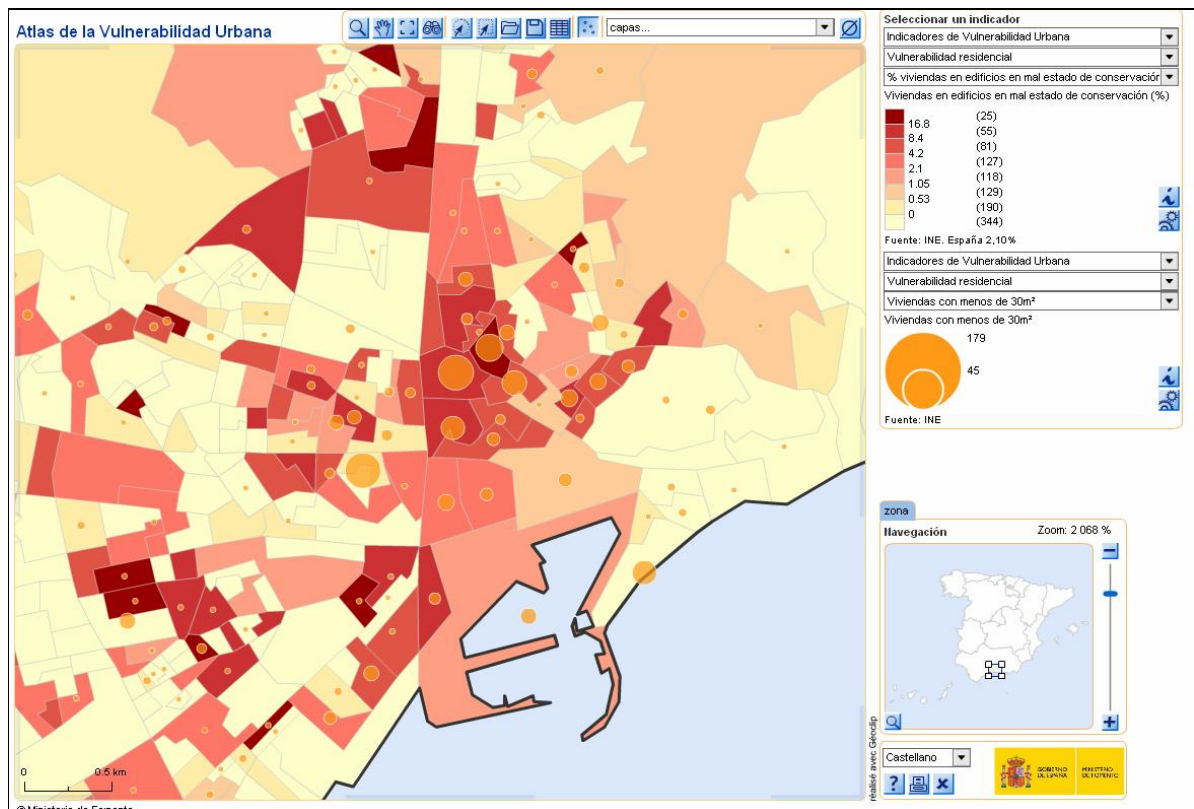 Atlas de la Vulnerabilidad Urbana
capas...
Seleccionar un indicador
Indicadores de Vulnerabilidad Urbana
Vulnerabilidad residencial
% viviendas en edificios en mal estado de conservación
Viviendas en edificios en mal estado de conservación (%)
(25)
16.8
(55)
8.4
(81)
4.2
(127)
2.1
(118)
1.05
(129)
0.53
(190)
0
(344)
Fuente: INE. España 2,10%
Indicadores de Vulnerabilidad Urbana
Vulnerabilidad residencial
Viviendas con menos de 30m²
Viviendas con menos de 30m²
179
45
Fuente: INE
zona
Navegación
Zoom: 2 068 %
réalisé avec Géoclip
Castellano
GOBIERNO DE ESPAÑA
MINISTERIO DE FOMENTO
0 0.5 km
© Ministerio de Fomento